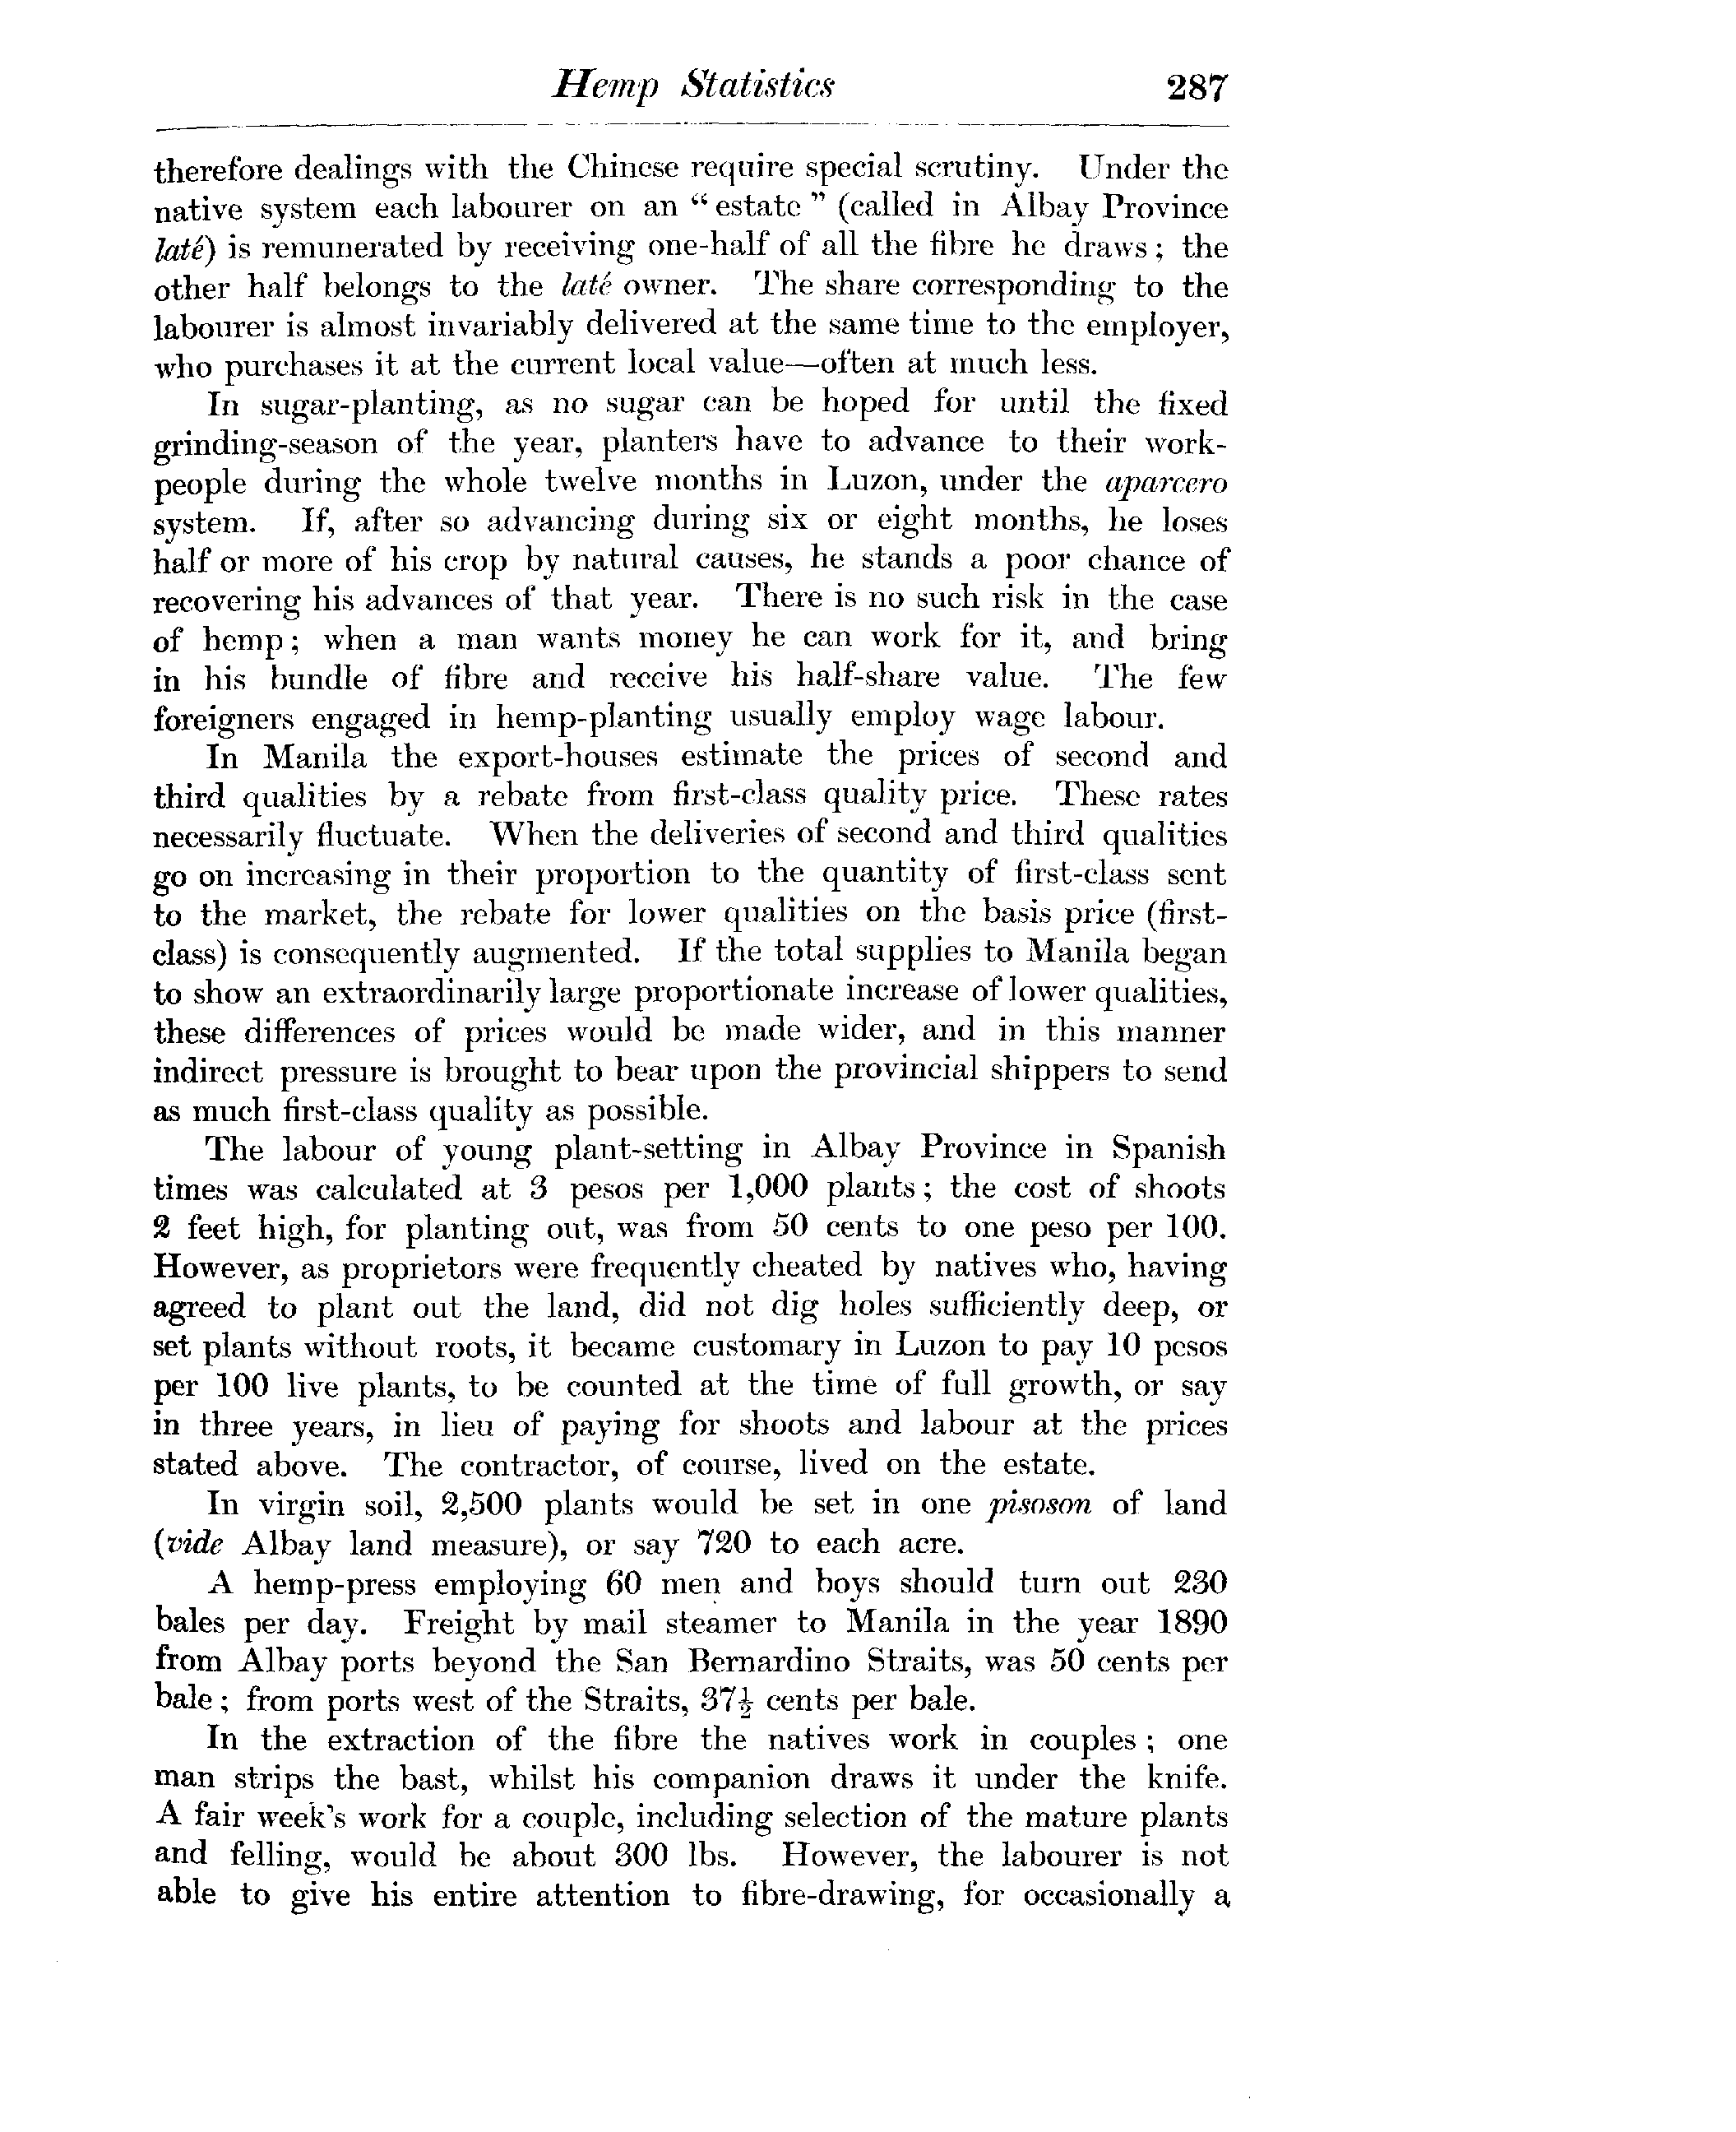 Hemp Statistics 287
therefore dealings with the Chinese require special scrutiny. Under the
native system each labourer on an “estate” (called in Albay Province
laté) is remunerated by receiving one-half of all the fibre he draws; the
other half belongs to the laté owner. The share corresponding to the
labourer is almost invariably delivered at the same time to the employer,
who purchases it at the current local value—often at much less.
In sugar-planting, as no sugar can be hoped for until the fixed
grinding-season of the year, planters have to advance to their work-
people during the whole twelve months in Luzon, under the aparcero
system. If, after so advancing during six or eight months, he loses
half or more of his crop by natural causes, he stands a poor chance of
recovering his advances of that year. There is no such risk in the case
of hemp; when a man wants money he can work for it, and bring
in his bundle of fibre and receive his half-share value. The few
foreigners engaged in hemp-planting usually employ wage labour.
In Manila the export-houses estimate the prices of second and
third qualities by a rebate from first-class quality price. These rates
necessarily fluctuate. When the deliveries of second and third qualities
go on increasing in their proportion to the quantity of first-class sent
to the market, the rebate for lower qualities on the basis price (first-
class) is consequently augmented. If the total supplies to Manila began
to show an extraordinarily large proportionate increase of lower qualities,
these differences of prices would be made wider, and in this manner
indirect pressure is brought to bear upon the provincial shippers to send
as much first-class quality as possible.
The labour of young plant-setting in Albay Province in Spanish
times was calculated at 3 pesos per 1,000 plants; the cost of shoots
2 feet high, for planting out, was from 50 cents to one peso per 100.
However, as proprietors were frequently cheated by natives who, having
agreed to plant out the land, did not dig holes sufficiently deep, or
set plants without roots, it became customary in Luzon to pay 10 pesos
per 100 live plants, to be counted at the time of full growth, or say
in three years, in lieu of paying for shoots and labour at the prices
stated above. The contractor, of course, lived on the estate.
In virgin soil, 2,500 plants would be set in one pisoson of land
(vide Albay land measure), or say 720 to each acre.
A hemp-press employing 60 men and boys should turn out 230
bales per day. Freight by mail steamer to Manila in the year 1890
from Albay ports beyond the San Bernardino Straits, was 50 cents per
bale; from ports west of the Straits, 37½ cents per bale.
In the extraction of the fibre the natives work in couples; one
man strips the bast, whilst his companion draws it under the knife.
A fair week's work for a couple, including selection of the mature plants
and felling, would be about 300 lbs. However, the labourer is not
able to give his entire attention to fibre-drawing, for occasionally a